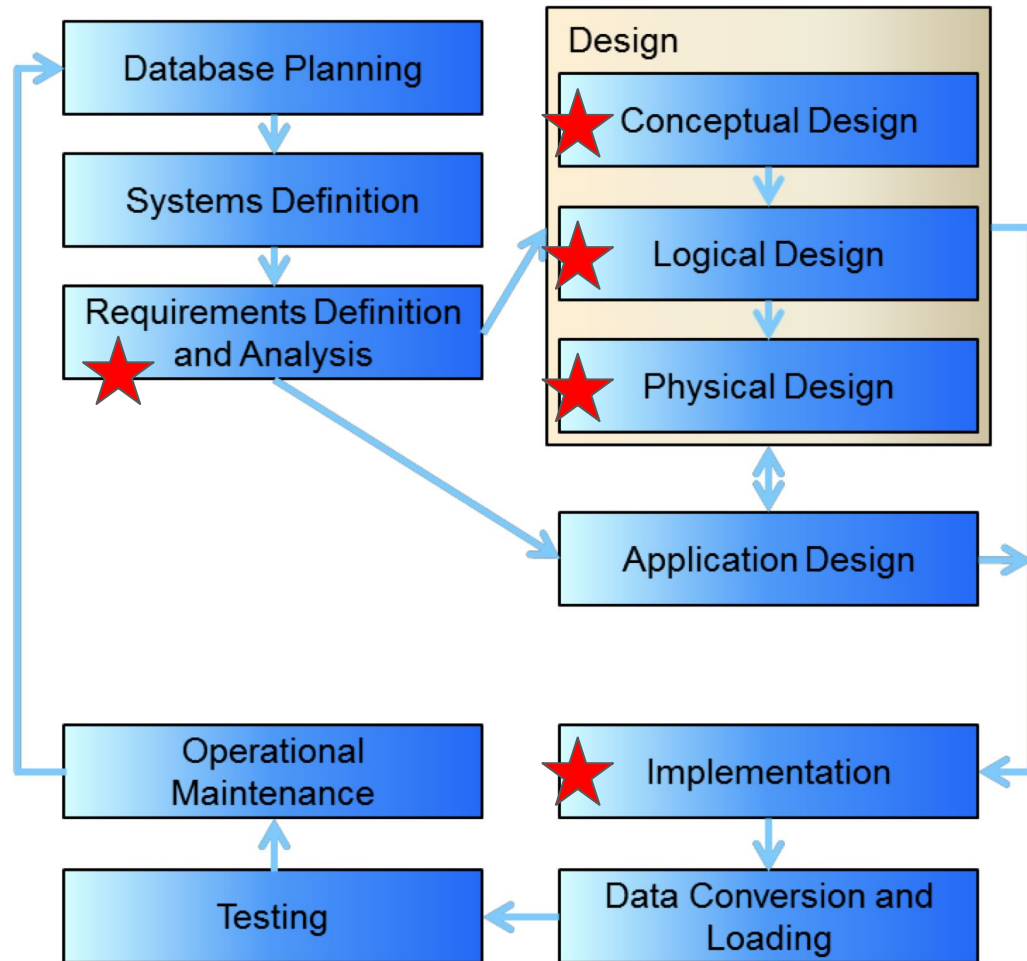 Database Planning
Systems Definition
Requirements Definition
and Analysis
Design
Conceptual Design
Logical Design
Physical Design
Application Design
Implementation
Data Conversion and
Loading
Testing
Operational
Maintenance